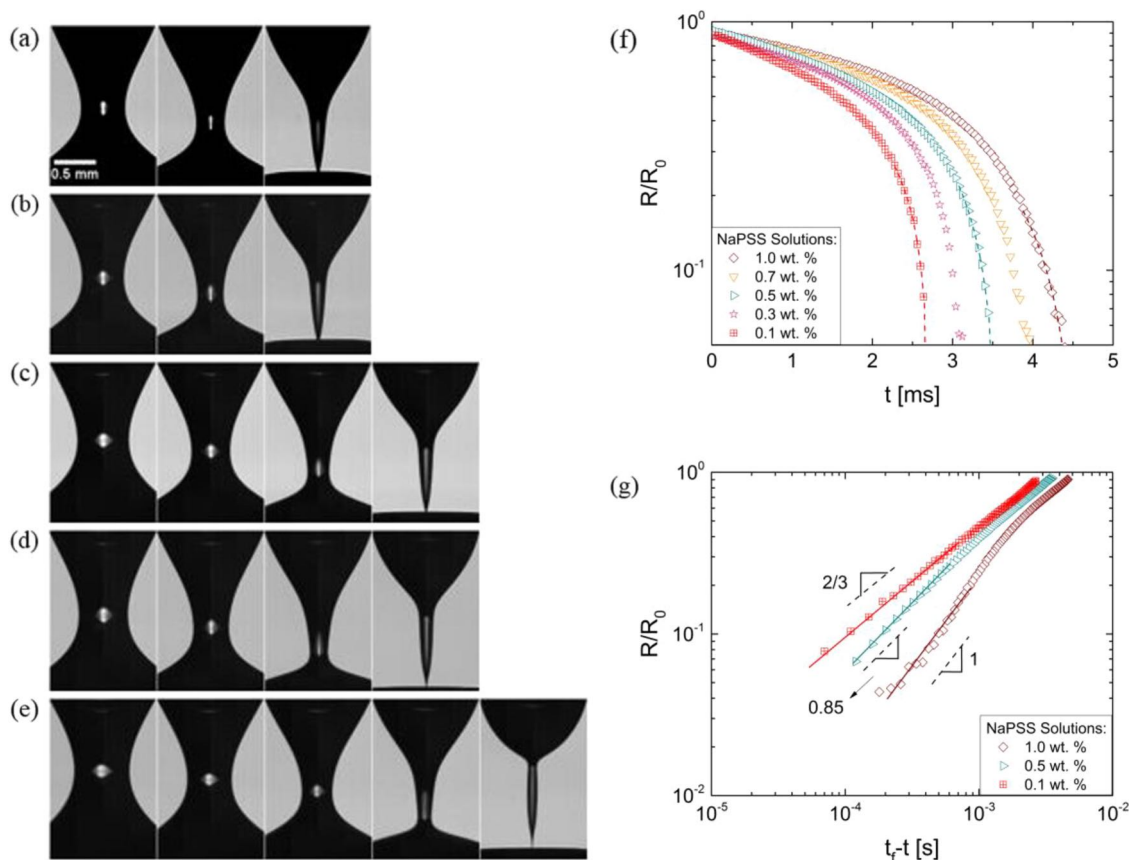 (a)
0.5 mm
(b)
(c)
(d)
(e)
(f)
10^0
10^-1
R/R_0
NaPSS Solutions:
1.0 wt. %
0.7 wt. %
0.5 wt. %
0.3 wt. %
0.1 wt. %
0 1 2 3 4 5
t [ms]
(g)
10^0
10^-1
10^-2
R/R_0
2/3
1
0.85
NaPSS Solutions:
1.0 wt. %
0.5 wt. %
0.1 wt. %
10^-5 10^-4 10^-3 10^-2
t_f-t [s]